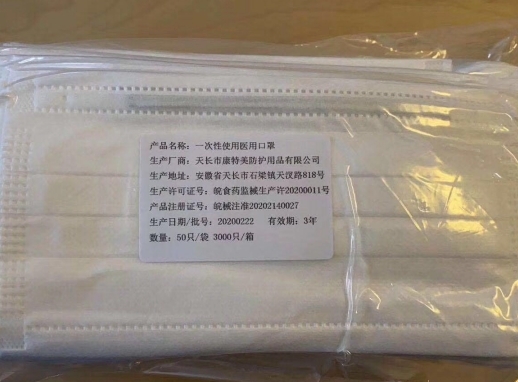 产品名称: 一次性使用医用口罩
生产厂商: 天长市康特美防护用品有限公司
生产地址: 安徽省天长市石梁镇天汉路818号
生产许可证号: 皖食药监械生产许20200011号
产品注册证号: 皖械注准20202140027
生产日期/批号: 20200222 有效期: 3年
数量: 50只/袋 3000只/箱